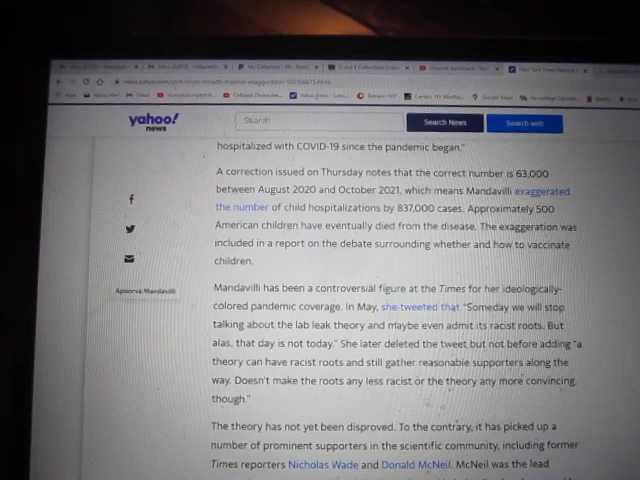 yahoo!
news
Search
Search News
Search web
hospitalized with COVID-19 since the pandemic began."
A correction issued on Thursday notes that the correct number is 63,000
between August 2020 and October 2021, which means Mandavilli exaggerated
the number of child hospitalizations by 837,000 cases. Approximately 500
American children have eventually died from the disease. The exaggeration was
included in a report on the debate surrounding whether and how to vaccinate
children.
Apoorva Mandavilli
Mandavilli has been a controversial figure at the Times for her ideologically-
colored pandemic coverage. In May, she tweeted that "Someday we will stop
talking about the lab leak theory and maybe even admit its racist roots. But
alas, that day is not today." She later deleted the tweet but not before adding "a
theory can have racist roots and still gather reasonable supporters along the
way. Doesn't make the roots any less racist or the theory any more convincing,
though."
The theory has not yet been disproved. To the contrary, it has picked up a
number of prominent supporters in the scientific community, including former
Times reporters Nicholas Wade and Donald McNeil. McNeil was the lead